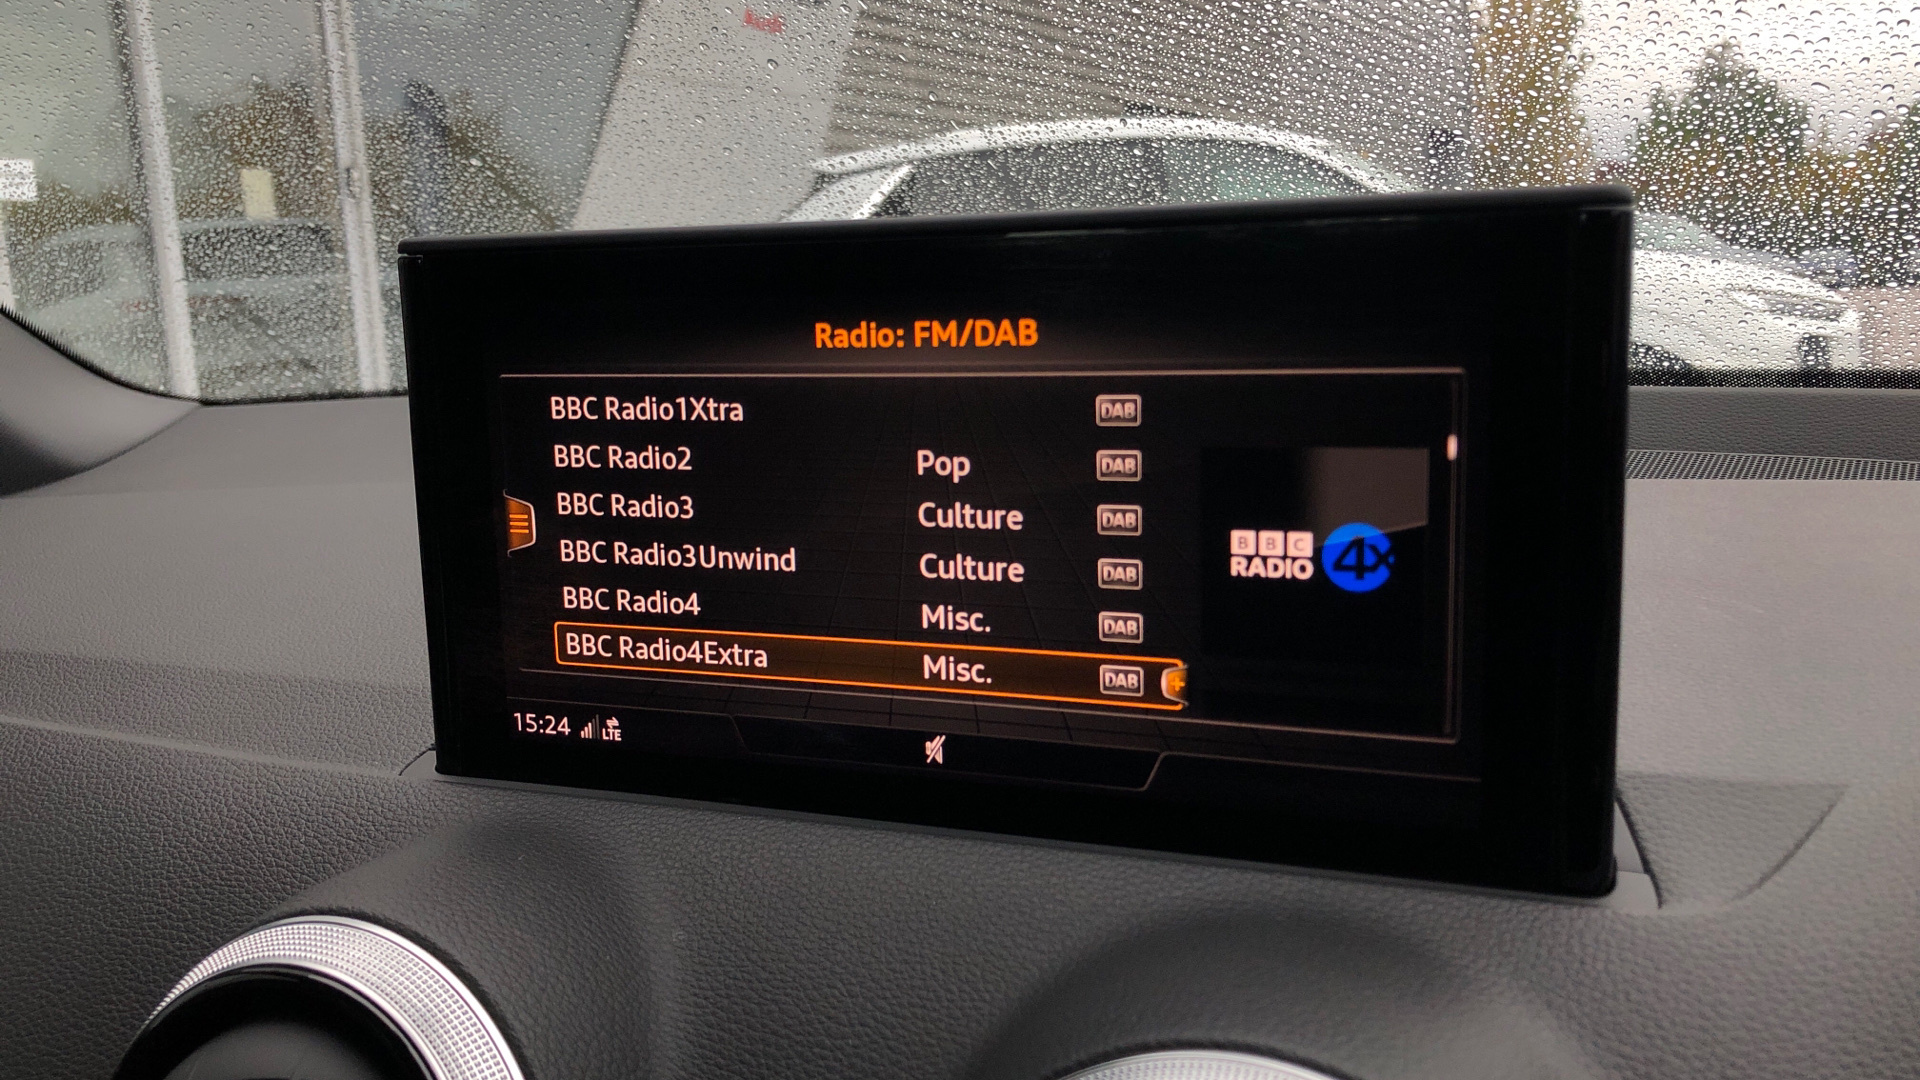 Audi
Radio: FM/DAB
BBC Radio1Xtra DAB
BBC Radio2 Pop DAB
BBC Radio3 Culture DAB
BBC Radio3Unwind Culture DAB
BBC Radio4 Misc. DAB
BBC Radio4Extra Misc. DAB
BBC
RADIO 4x
15:24 LTE